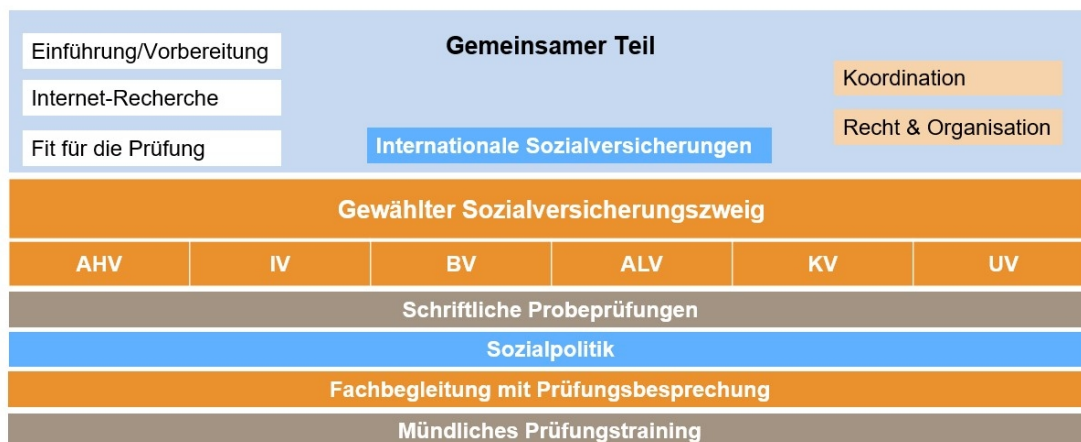 Gemeinsamer Teil
Einführung/Vorbereitung
Internet-Recherche
Fit für die Prüfung
Internationale Sozialversicherungen
Koordination
Recht & Organisation
Gewählter Sozialversicherungszweig
AHV IV BV ALV KV UV
Schriftliche Probeprüfungen
Sozialpolitik
Fachbegleitung mit Prüfungsbesprechung
Mündliches Prüfungstraining